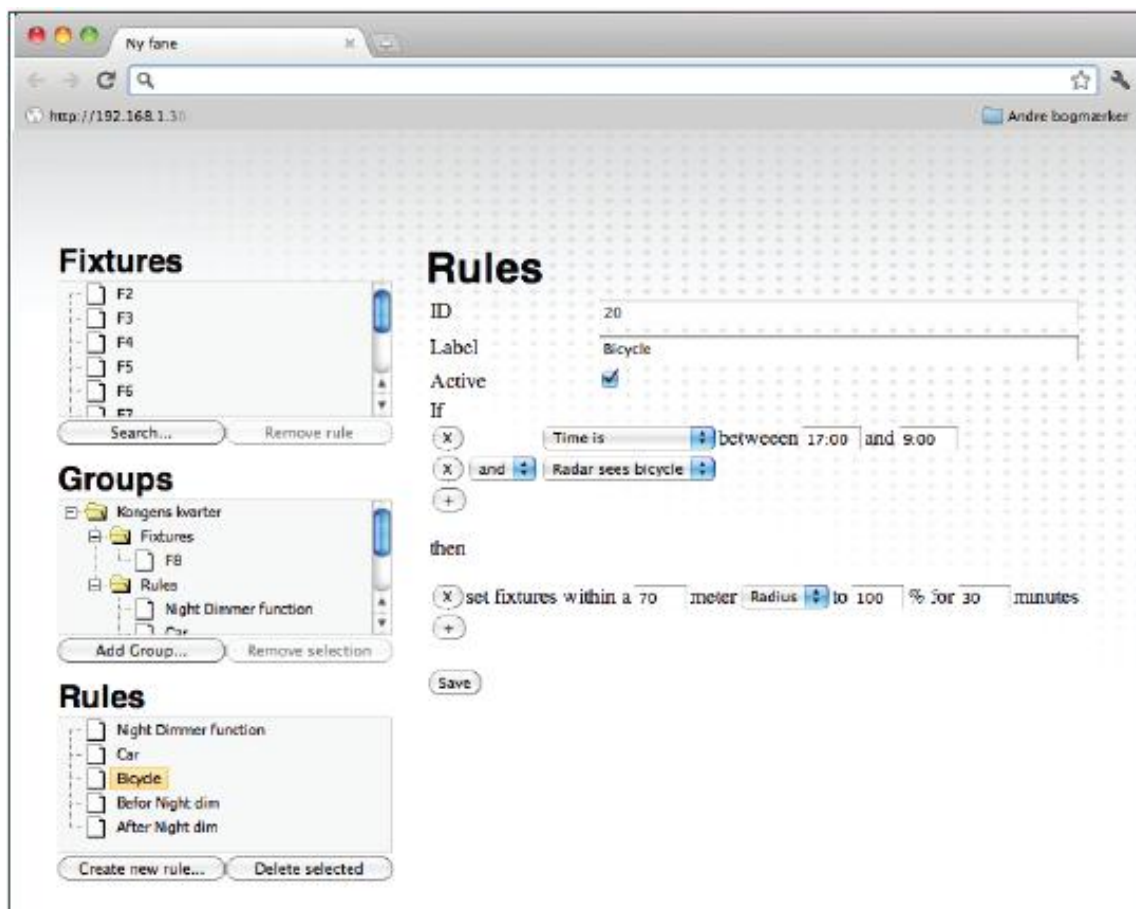 Ny fane
http://192.168.1.30
Andre bogmærker
Fixtures
F2
F3
F4
F5
F6
F7
Search...
Remove rule
Groups
Kongens kvarter
Fixtures
F8
Rules
Night Dimmer function
Car
Add Group...
Remove selection
Rules
Night Dimmer function
Car
Bicycle
Befor Night dim
After Night dim
Create new rule...
Delete selected
Rules
ID 20
Label Bicycle
Active
If
X Time is betweeen 17:00 and 9:00
X and Radar sees bicycle
+
then
X set fixtures within a 70 meter Radius to 100 % for 30 minutes
+
Save